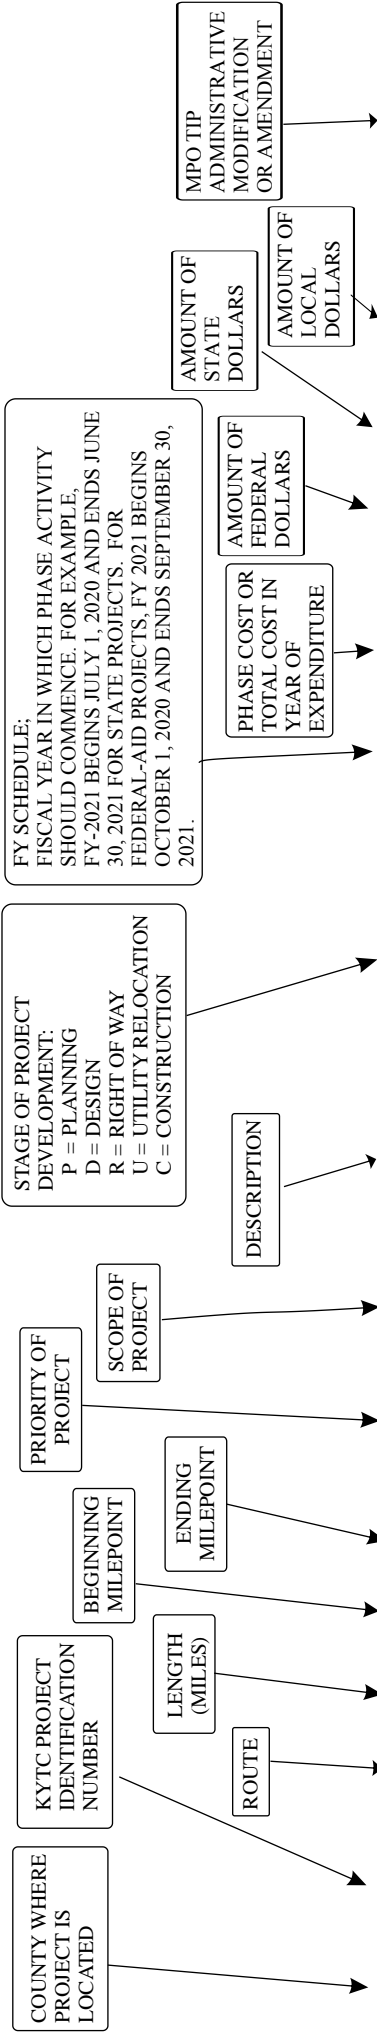 COUNTY WHERE
PROJECT IS
LOCATED
KYTC PROJECT
IDENTIFICATION
NUMBER
ROUTE
LENGTH
(MILES)
BEGINNING
MILEPOINT
ENDING
MILEPOINT
PRIORITY OF
PROJECT
SCOPE OF
PROJECT
DESCRIPTION
STAGE OF PROJECT
DEVELOPMENT:
P = PLANNING
D = DESIGN
R = RIGHT OF WAY
U = UTILITY RELOCATION
C = CONSTRUCTION
FY SCHEDULE;
FISCAL YEAR IN WHICH PHASE ACTIVITY
SHOULD COMMENCE. FOR EXAMPLE,
FY-2021 BEGINS JULY 1, 2020 AND ENDS JUNE
30, 2021 FOR STATE PROJECTS. FOR
FEDERAL-AID PROJECTS, FY 2021 BEGINS
OCTOBER 1, 2020 AND ENDS SEPTEMBER 30,
2021.
PHASE COST OR
TOTAL COST IN
YEAR OF
EXPENDITURE
AMOUNT OF
FEDERAL
DOLLARS
AMOUNT OF
STATE
DOLLARS
AMOUNT OF
LOCAL
DOLLARS
MPO TIP
ADMINISTRATIVE
MODIFICATION
OR AMENDMENT